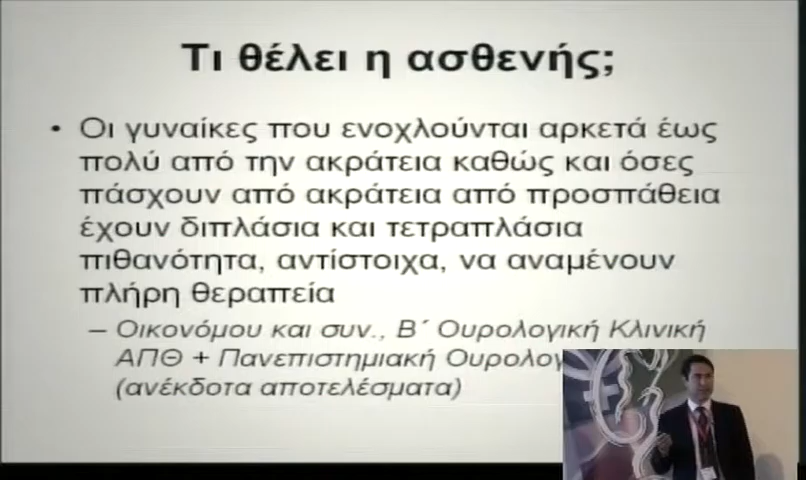 Τι θέλει η ασθενής;
• Οι γυναίκες που ενοχλούνται αρκετά έως
πολύ από την ακράτεια καθώς και όσες
πάσχουν από ακράτεια από προσπάθεια
έχουν διπλάσια και τετραπλάσια
πιθανότητα, αντίστοιχα, να αναμένουν
πλήρη θεραπεία
– Οικονόμου και συν., Β΄ Ουρολογική Κλινική
ΑΠΘ + Πανεπιστημιακή
(ανέκδοτα αποτελέσματα)